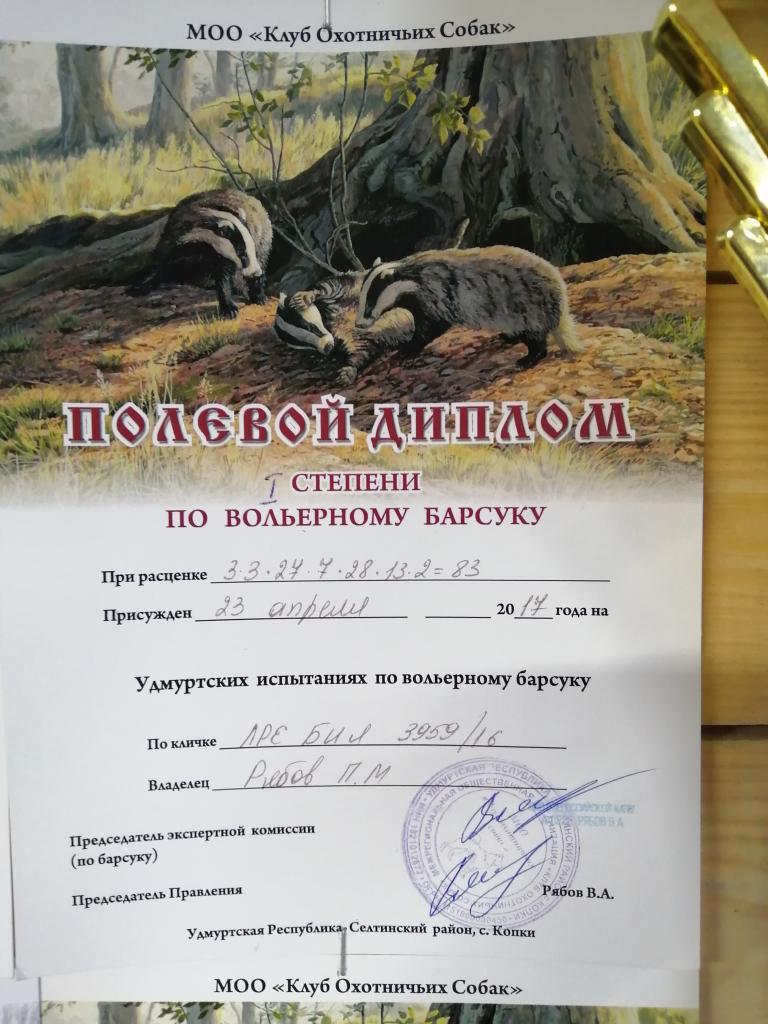 МОО «Клуб Охотничьих Собак»
ПОЛЕВОЙ ДИПЛОМ
I СТЕПЕНИ
ПО ВОЛЬЕРНОМУ БАРСУКУ
При расценке 3·3·27·7·28·13·2=83
Присужден 23 апреля 2017 года на
Удмуртских испытаниях по вольерному барсуку
По кличке ЛРЕ БИЛ 3959/16
Владелец Рябов П.М
Председатель экспертной комиссии
(по барсуку)
Председатель Правления
Рябов В.А.
Удмуртская Республика, Селтинский район, с. Копки
МОО «Клуб Охотничьих Собак»